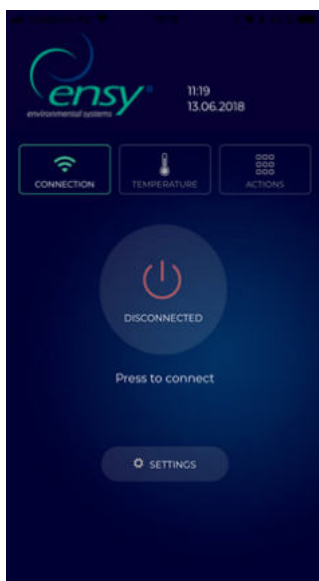 ensy
environmental systems
11:19
13.06.2018
CONNECTION
TEMPERATURE
ACTIONS
DISCONNECTED
Press to connect
SETTINGS